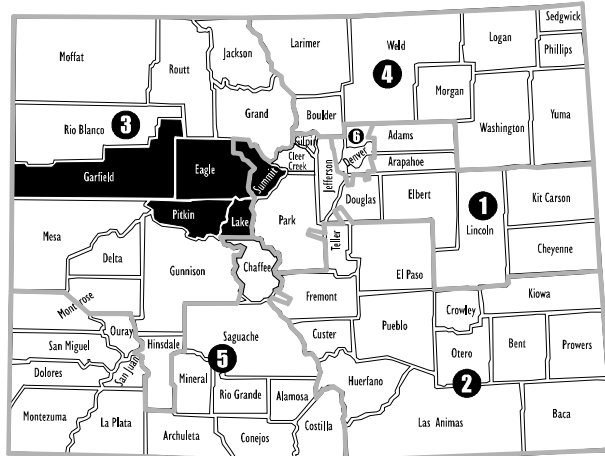 Moffat
Routt
Jackson
Larimer
Weld
4
Logan
Sedgwick
Phillips
Morgan
Washington
Yuma
Grand
Boulder
Rio Blanco
3
Garfield
Eagle
Summit
Gilpin
Cleer
Creek
Jefferson
6
Denver
Adams
Arapahoe
Douglas
Elbert
1
Lincoln
Kit Carson
Cheyenne
Pitkin
Lake
Park
Teller
El Paso
Mesa
Delta
Gunnison
Chaffee
Fremont
Crowley
Kiowa
Montrose
Ouray
Hinsdale
Saguache
Custer
Pueblo
Otero
Bent
Prowers
San Miguel
Dolores
San Juan
Mineral
5
Rio Grande
Alamosa
Huerfano
2
Las Animas
Baca
Montezuma
La Plata
Archuleta
Conejos
Costilla